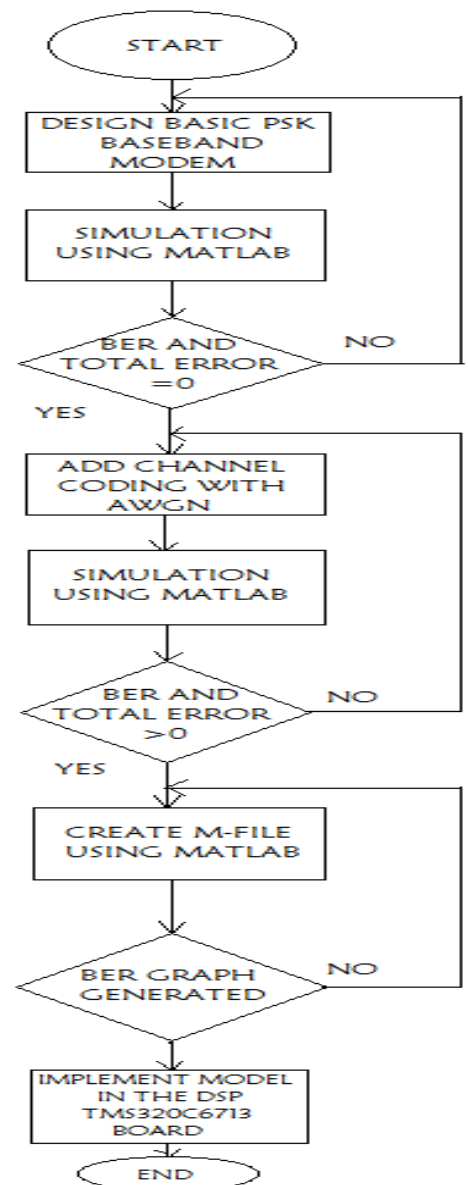 START
DESIGN BASIC PSK
BASEBAND
MODEM
SIMULATION
USING MATLAB
BER AND
TOTAL ERROR
=0
NO
YES
ADD CHANNEL
CODING WITH
AWGN
SIMULATION
USING MATLAB
BER AND
TOTAL ERROR
>0
NO
YES
CREATE M-FILE
USING MATLAB
BER GRAPH
GENERATED
NO
IMPLEMENT MODEL
IN THE DSP
TMS320C6713
BOARD
END